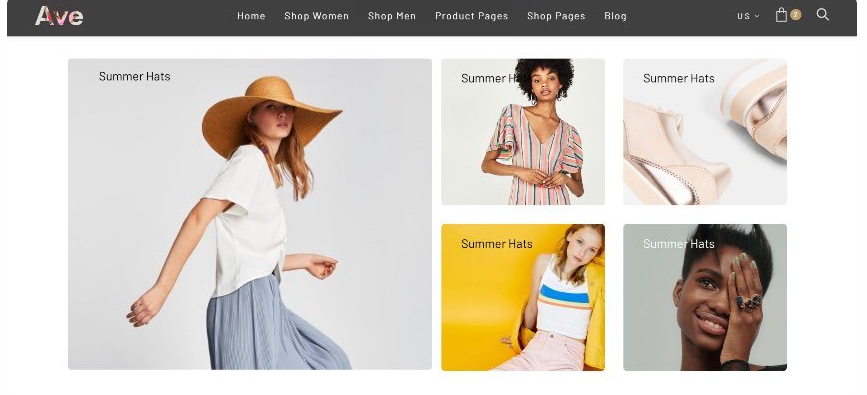 Ave
Home Shop Women Shop Men Product Pages Shop Pages Blog
US
2
Summer Hats
Summer Hats
Summer Hats
Summer Hats
Summer Hats